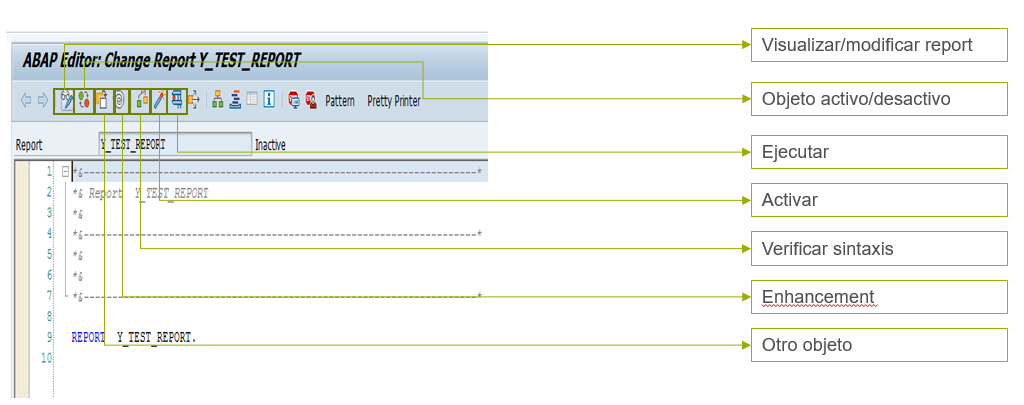 ABAP Editor: Change Report Y_TEST_REPORT
Pattern Pretty Printer
Report Y_TEST_REPORT Inactive
1 *&---------------------------------------------------------------------*
2 *& Report Y_TEST_REPORT
3 *&
4 *&---------------------------------------------------------------------*
5 *&
6 *&
7 *&---------------------------------------------------------------------*
8
9 REPORT Y_TEST_REPORT.
10
Visualizar/modificar report
Objeto activo/desactivo
Ejecutar
Activar
Verificar sintaxis
Enhancement
Otro objeto